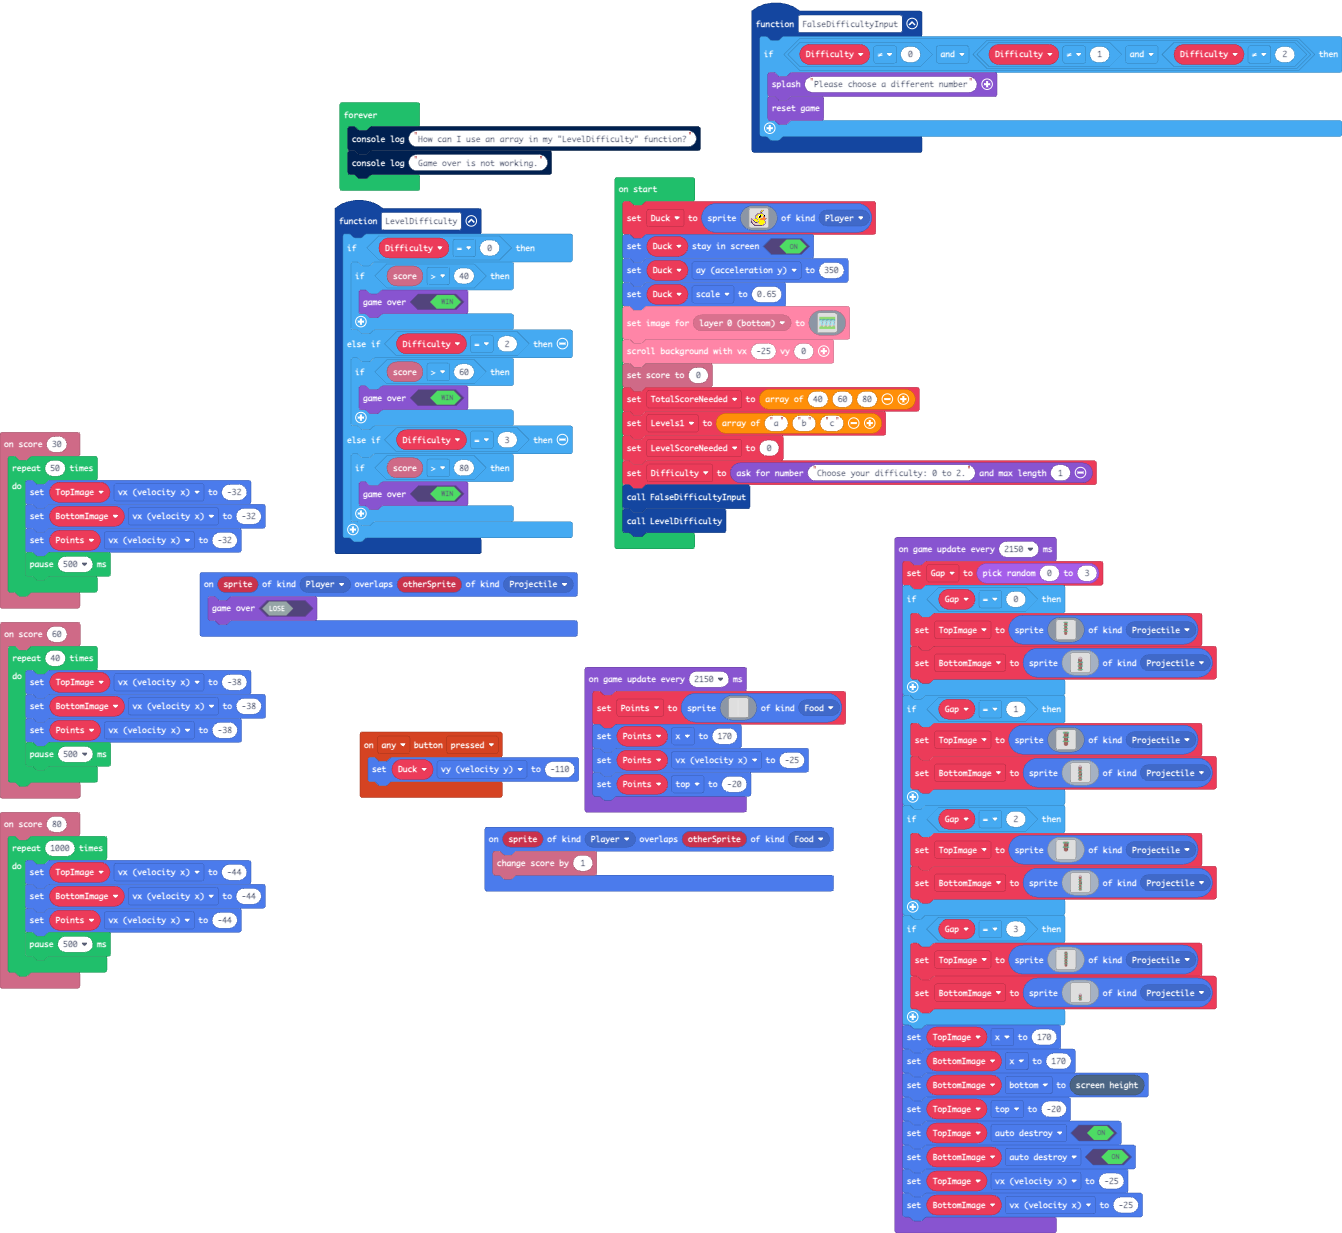 function FalseDifficultyInput
if Difficulty ≠ 0 and Difficulty ≠ 1 and Difficulty ≠ 2 then
splash "Please choose a different number"
reset game
forever
console log "How can I use an array in my "LevelDifficulty" function?"
console log "Game over is not working."
function LevelDifficulty
if Difficulty = 0 then
if score > 40 then
game over WIN
else if Difficulty = 2 then
if score > 60 then
game over WIN
else if Difficulty = 3 then
if score > 80 then
game over WIN
on start
set Duck to sprite of kind Player
set Duck stay in screen ON
set Duck ay (acceleration y) to 350
set Duck scale to 0.65
set image for layer 0 (bottom) to
scroll background with vx -25 vy 0
set score to 0
set TotalScoreNeeded to array of 40 60 80
set Levels1 to array of "a" "b" "c"
set LevelScoreNeeded to 0
set Difficulty to ask for number "Choose your difficulty: 0 to 2." and max length 1
call FalseDifficultyInput
call LevelDifficulty
on score 30
repeat 50 times
do
set TopImage vx (velocity x) to -32
set BottomImage vx (velocity x) to -32
set Points vx (velocity x) to -32
pause 500 ms
on score 60
repeat 40 times
do
set TopImage vx (velocity x) to -38
set BottomImage vx (velocity x) to -38
set Points vx (velocity x) to -38
pause 500 ms
on score 80
repeat 1000 times
do
set TopImage vx (velocity x) to -44
set BottomImage vx (velocity x) to -44
set Points vx (velocity x) to -44
pause 500 ms
on sprite of kind Player overlaps otherSprite of kind Projectile
game over LOSE
on any button pressed
set Duck vy (velocity y) to -110
on game update every 2150 ms
set Points to sprite of kind Food
set Points x to 170
set Points vx (velocity x) to -25
set Points top to -20
on sprite of kind Player overlaps otherSprite of kind Food
change score by 1
on game update every 2150 ms
set Gap to pick random 0 to 3
if Gap = 0 then
set TopImage to sprite of kind Projectile
set BottomImage to sprite of kind Projectile
if Gap = 1 then
set TopImage to sprite of kind Projectile
set BottomImage to sprite of kind Projectile
if Gap = 2 then
set TopImage to sprite of kind Projectile
set BottomImage to sprite of kind Projectile
if Gap = 3 then
set TopImage to sprite of kind Projectile
set BottomImage to sprite of kind Projectile
set TopImage x to 170
set BottomImage x to 170
set BottomImage bottom to screen height
set TopImage top to -20
set TopImage auto destroy ON
set BottomImage auto destroy ON
set TopImage vx (velocity x) to -25
set BottomImage vx (velocity x) to -25